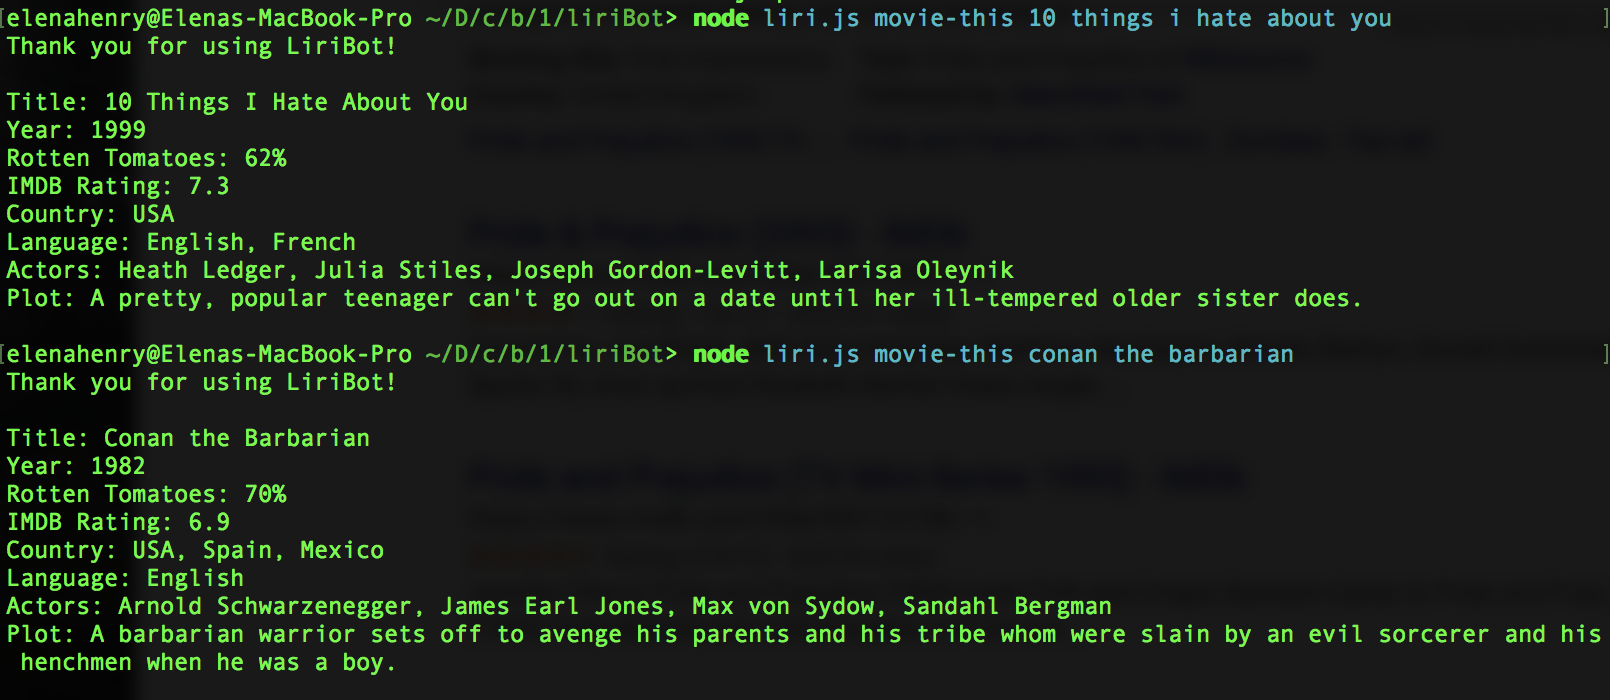 [elenahenry@Elenas-MacBook-Pro ~/D/c/b/1/liriBot> node liri.js movie-this 10 things i hate about you ]
Thank you for using LiriBot!
Title: 10 Things I Hate About You
Year: 1999
Rotten Tomatoes: 62%
IMDB Rating: 7.3
Country: USA
Language: English, French
Actors: Heath Ledger, Julia Stiles, Joseph Gordon-Levitt, Larisa Oleynik
Plot: A pretty, popular teenager can't go out on a date until her ill-tempered older sister does.
[elenahenry@Elenas-MacBook-Pro ~/D/c/b/1/liriBot> node liri.js movie-this conan the barbarian ]
Thank you for using LiriBot!
Title: Conan the Barbarian
Year: 1982
Rotten Tomatoes: 70%
IMDB Rating: 6.9
Country: USA, Spain, Mexico
Language: English
Actors: Arnold Schwarzenegger, James Earl Jones, Max von Sydow, Sandahl Bergman
Plot: A barbarian warrior sets off to avenge his parents and his tribe whom were slain by an evil sorcerer and his
henchmen when he was a boy.